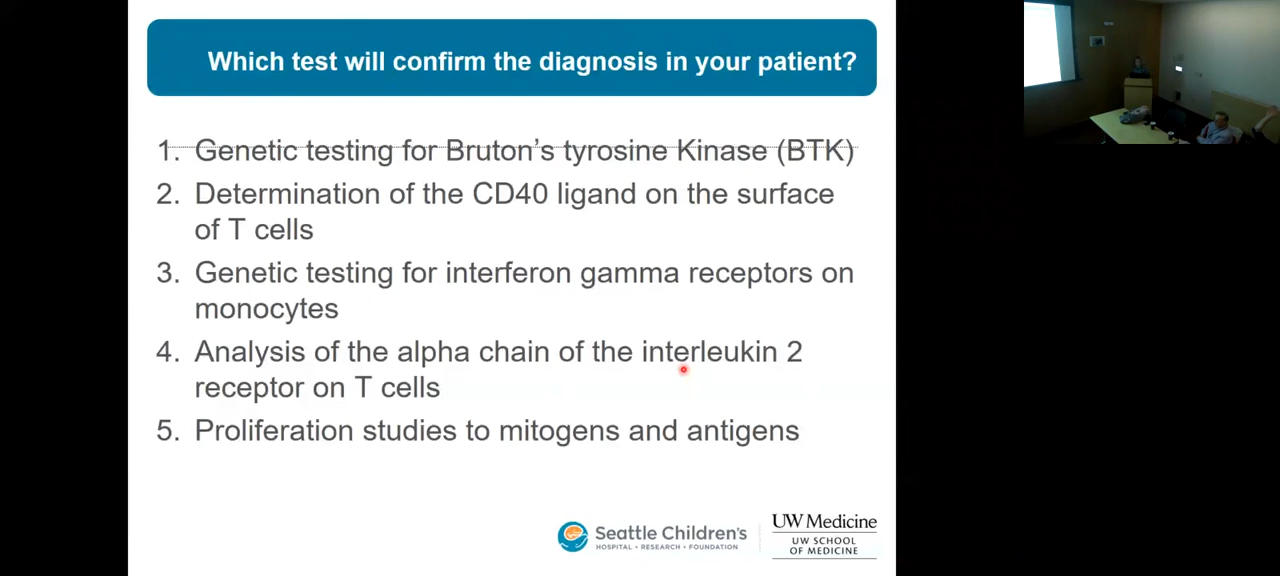 Which test will confirm the diagnosis in your patient?
1. Genetic testing for Bruton's tyrosine Kinase (BTK)
2. Determination of the CD40 ligand on the surface
of T cells
3. Genetic testing for interferon gamma receptors on
monocytes
4. Analysis of the alpha chain of the interleukin 2
receptor on T cells
5. Proliferation studies to mitogens and antigens
Seattle Children's
HOSPITAL • RESEARCH • FOUNDATION
UW Medicine
UW SCHOOL
OF MEDICINE